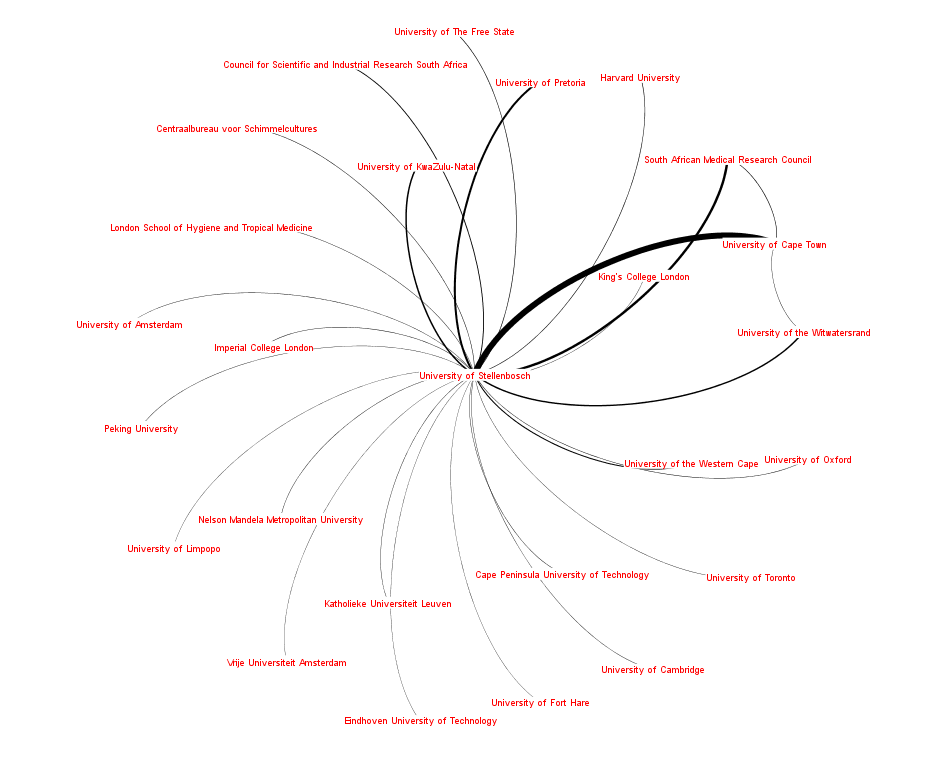 University of The Free State
Council for Scientific and Industrial Research South Africa
Harvard University
University of Pretoria
Centraalbureau voor Schimmelcultures
South African Medical Research Council
University of KwaZulu-Natal
London School of Hygiene and Tropical Medicine
University of Cape Town
King's College London
University of Amsterdam
University of the Witwatersrand
Imperial College London
University of Stellenbosch
Peking University
University of Oxford
University of the Western Cape
Nelson Mandela Metropolitan University
University of Limpopo
Cape Peninsula University of Technology
University of Toronto
Katholieke Universiteit Leuven
Vrije Universiteit Amsterdam
University of Cambridge
University of Fort Hare
Eindhoven University of Technology